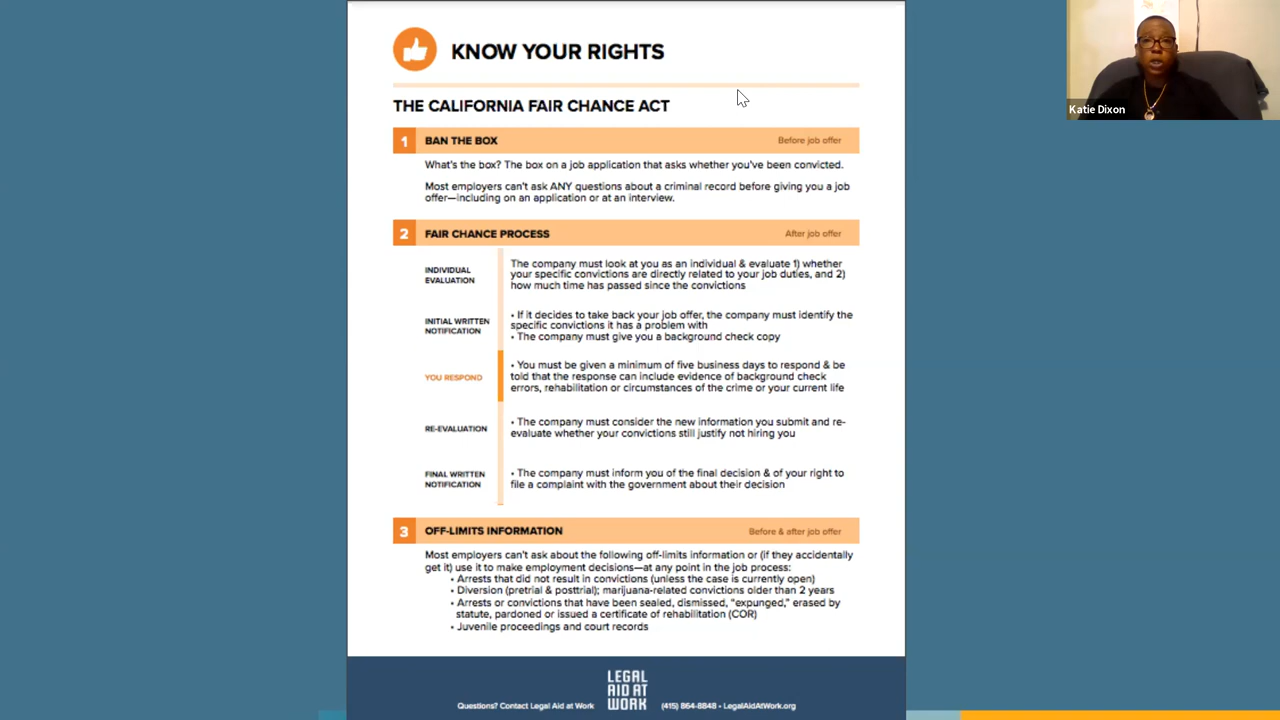 KNOW YOUR RIGHTS
THE CALIFORNIA FAIR CHANCE ACT
1 BAN THE BOX Before job offer
What's the box? The box on a job application that asks whether you've been convicted.
Most employers can't ask ANY questions about a criminal record before giving you a job
offer—including on an application or at an interview.
2 FAIR CHANCE PROCESS After job offer
INDIVIDUAL
EVALUATION
The company must look at you as an individual & evaluate 1) whether
your specific convictions are directly related to your job duties, and 2)
how much time has passed since the convictions
INITIAL WRITTEN
NOTIFICATION
• If it decides to take back your job offer, the company must identify the
specific convictions it has a problem with
• The company must give you a background check copy
YOU RESPOND
• You must be given a minimum of five business days to respond & be
told that the response can include evidence of background check
errors, rehabilitation or circumstances of the crime or your current life
RE-EVALUATION
• The company must consider the new information you submit and re-
evaluate whether your convictions still justify not hiring you
FINAL WRITTEN
NOTIFICATION
• The company must inform you of the final decision & of your right to
file a complaint with the government about their decision
3 OFF-LIMITS INFORMATION Before & after job offer
Most employers can't ask about the following off-limits information or (if they accidentally
get it) use it to make employment decisions—at any point in the job process:
• Arrests that did not result in convictions (unless the case is currently open)
• Diversion (pretrial & posttrial); marijuana-related convictions older than 2 years
• Arrests or convictions that have been sealed, dismissed, "expunged," erased by
statute, pardoned or issued a certificate of rehabilitation (COR)
• Juvenile proceedings and court records
Questions? Contact Legal Aid at Work
LEGAL
AID AT
WORK
(415) 864-8848 • LegalAidAtWork.org
Katie Dixon